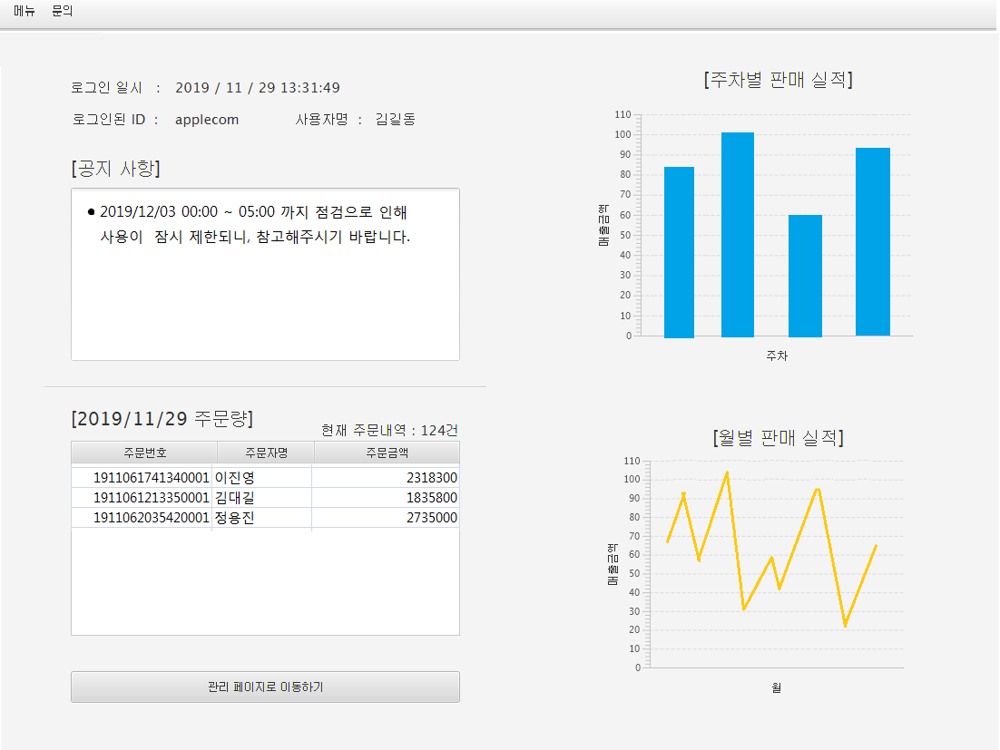 메뉴 문의
로그인 일시 : 2019 / 11 / 29 13:31:49
로그인된 ID : applecom 사용자명 : 김길동
[공지 사항]
● 2019/12/03 00:00 ~ 05:00 까지 점검으로 인해
사용이 잠시 제한되니, 참고해주시기 바랍니다.
[2019/11/29 주문량]
현재 주문내역 : 124건
주문번호 주문자명 주문금액
1911061741340001 이진영 2318300
1911061213350001 김대길 1835800
1911062035420001 정용진 2735000
관리 페이지로 이동하기
[주차별 판매 실적]
110
100
90
80
70
60
50
40
30
20
10
0
매출금액
주차
[월별 판매 실적]
110
100
90
80
70
60
50
40
30
20
10
0
매출금액
월